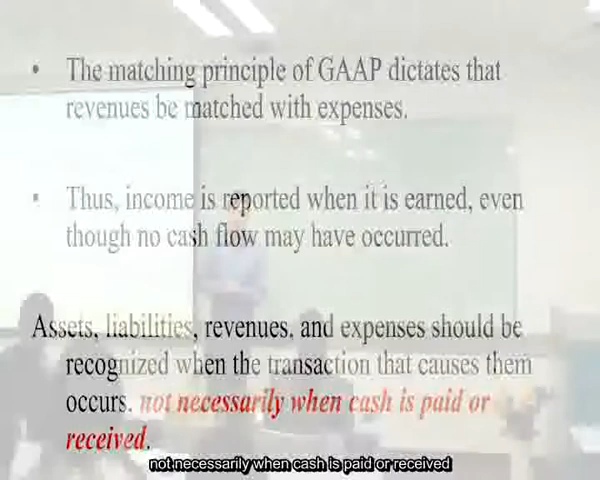 • The matching principle of GAAP dictates that
revenues be matched with expenses.
▪ Thus, income is reported when it is earned, even
though no cash flow may have occurred.
Assets, liabilities, revenues, and expenses should be
recognized when the transaction that causes them
occurs. not necessarily when cash is paid or
received.
not necessarily when cash is paid or received